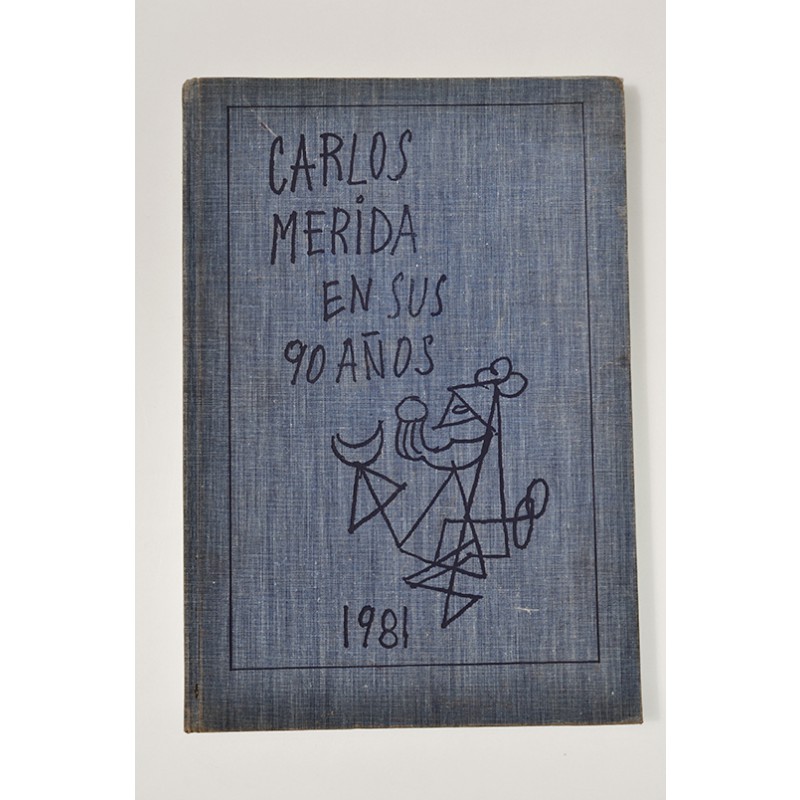 CARLOS
MERIDA
EN SUS
90 AÑOS
1981